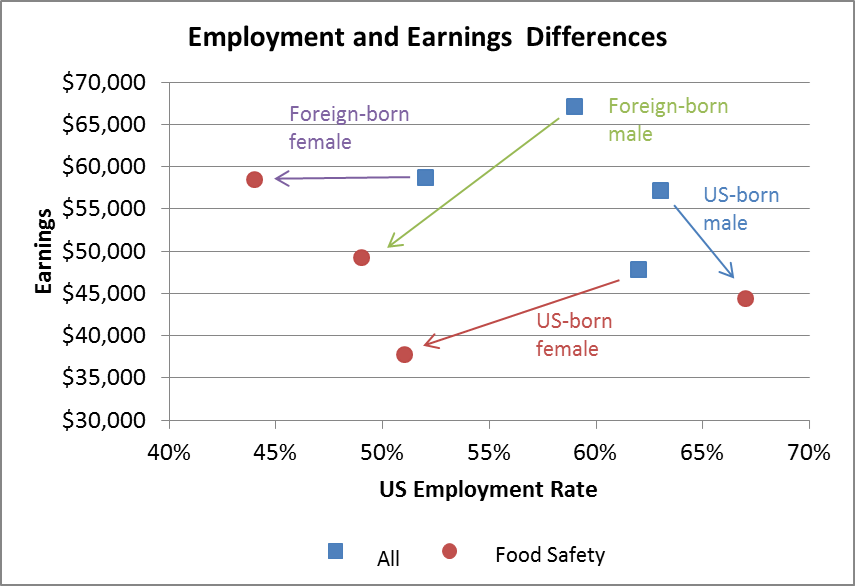 Employment and Earnings Differences
$70,000
$65,000
$60,000
$55,000
$50,000
$45,000
$40,000
$35,000
$30,000
Earnings
Foreign-born
female
Foreign-born
male
US-born
male
US-born
female
40%
45%
50%
55%
60%
65%
70%
US Employment Rate
All
Food Safety